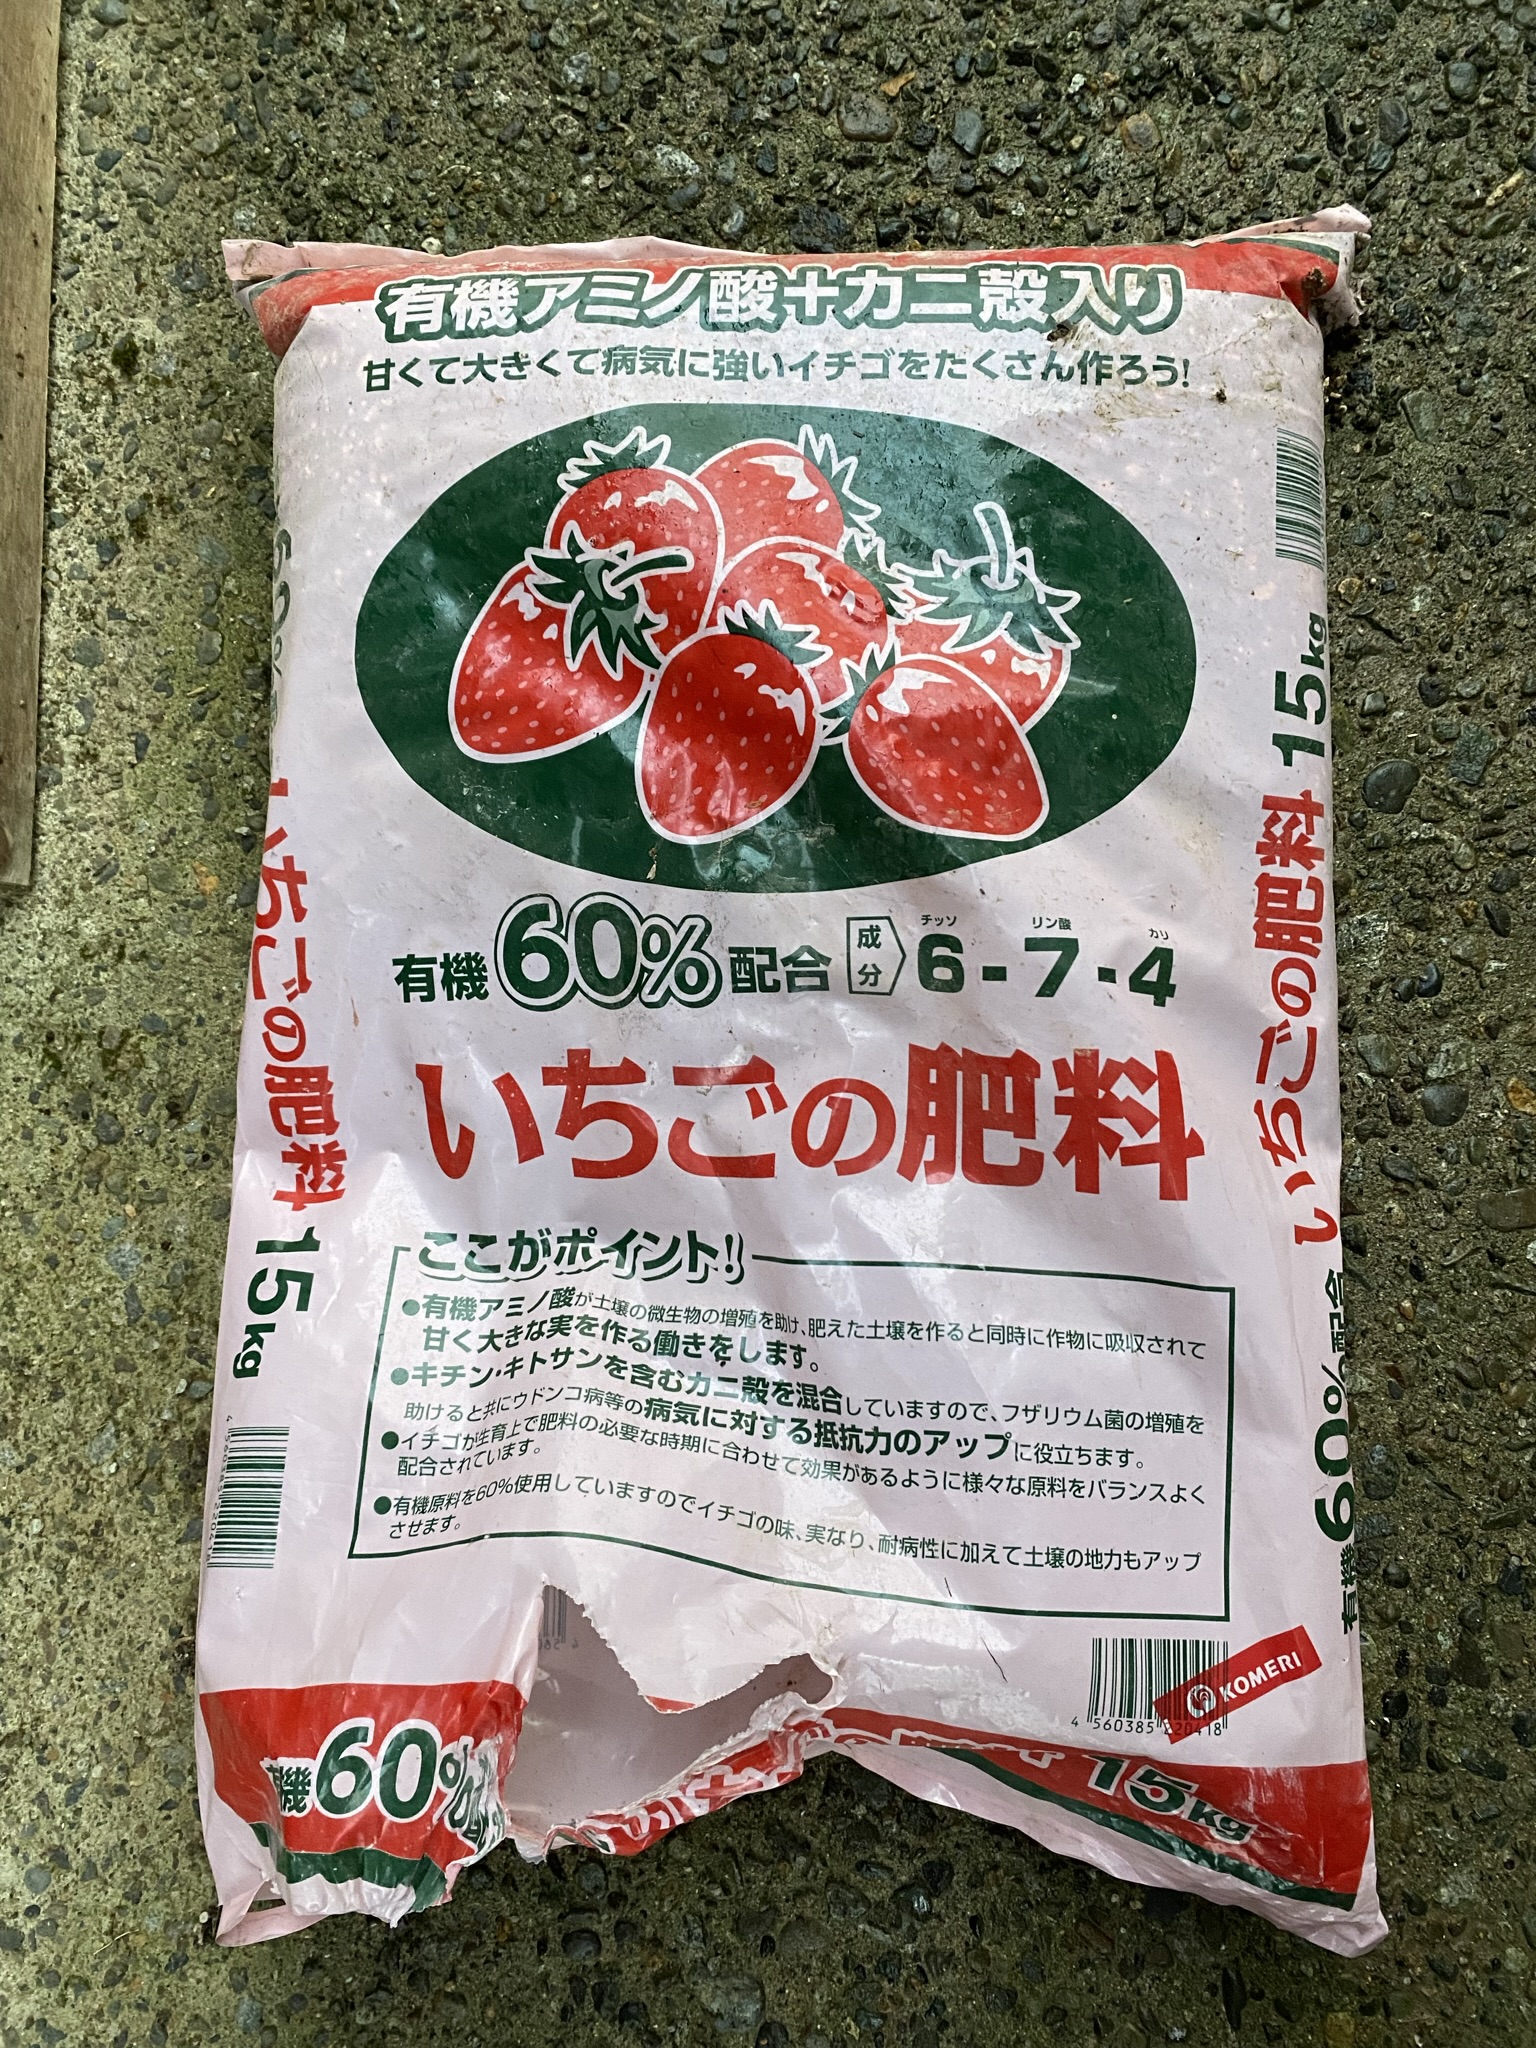 有機アミノ酸+カニ殻入り
甘くて大きくて病気に強いイチゴをたくさん作ろう!
有機60%配合
成分
チッソ リン酸 カリ
6-7-4
いちごの肥料
ここがポイント!
●有機アミノ酸が土壌の微生物の増殖を助け、肥えた土壌を作ると同時に作物に吸収されて
甘く大きな実を作る働きをします。
●キチン・キトサンを含むカニ殻を混合していますので、フザリウム菌の増殖を
助けると共にウドンコ病等の病気に対する抵抗力のアップに役立ちます。
●イチゴが生育上で肥料の必要な時期に合わせて効果があるように様々な原料をバランスよく
配合されています。
●有機原料を60%使用していますのでイチゴの味、実なり、耐病性に加えて土壌の地力もアップ
させます。
KOMERI
4 560385 220418
機60%配
15kg
いちごの肥料 15kg
有機60%配合 いちごの肥料 15kg